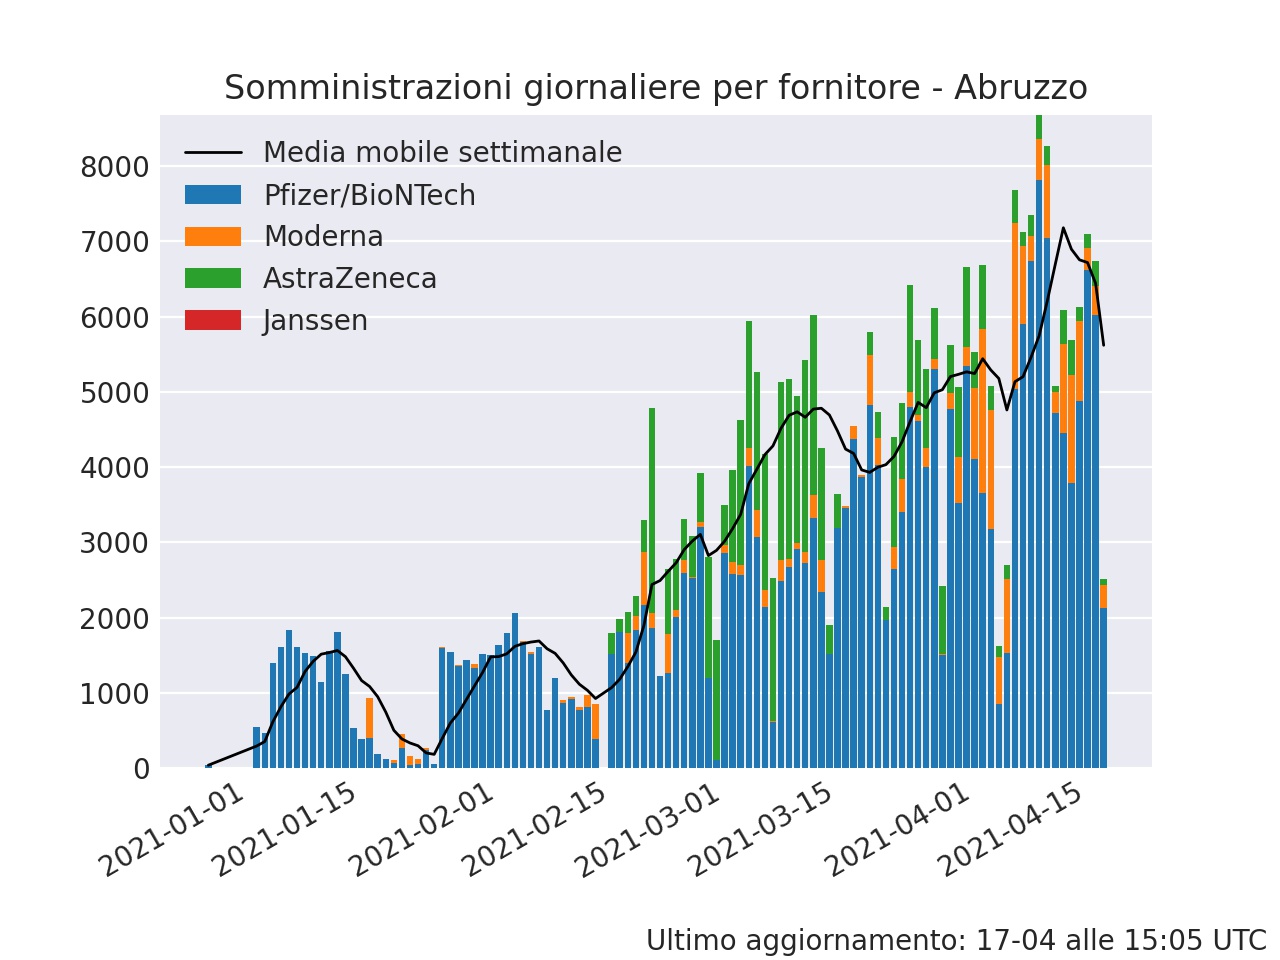 Somministrazioni giornaliere per fornitore - Abruzzo
Media mobile settimanale
Pfizer/BioNTech
Moderna
AstraZeneca
Janssen
8000
7000
6000
5000
4000
3000
2000
1000
0
2021-01-01
2021-01-15
2021-02-01
2021-02-15
2021-03-01
2021-03-15
2021-04-01
2021-04-15
Ultimo aggiornamento: 17-04 alle 15:05 UTC